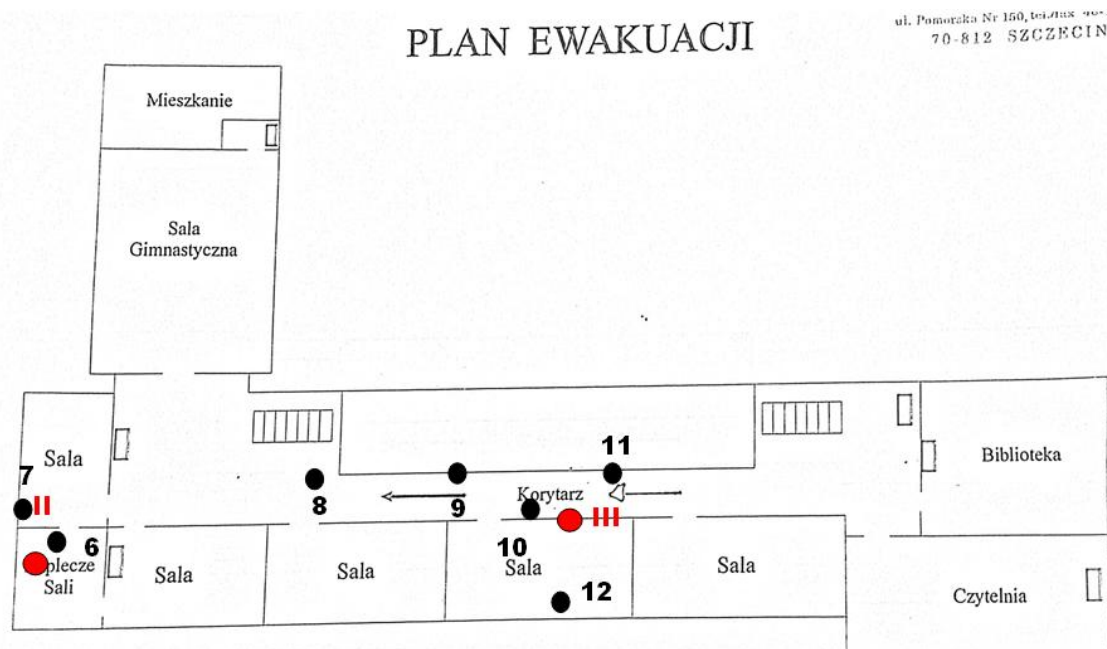 PLAN EWAKUACJI
ul. Pomorska Nr 150,
70-812 SZCZECIN
Mieszkanie
Sala
Gimnastyczna
Sala
7
II
6
plecze
Sali
8
9
11
Korytarz
III
10
12
Sala
Sala
Sala
Sala
Biblioteka
Czytelnia